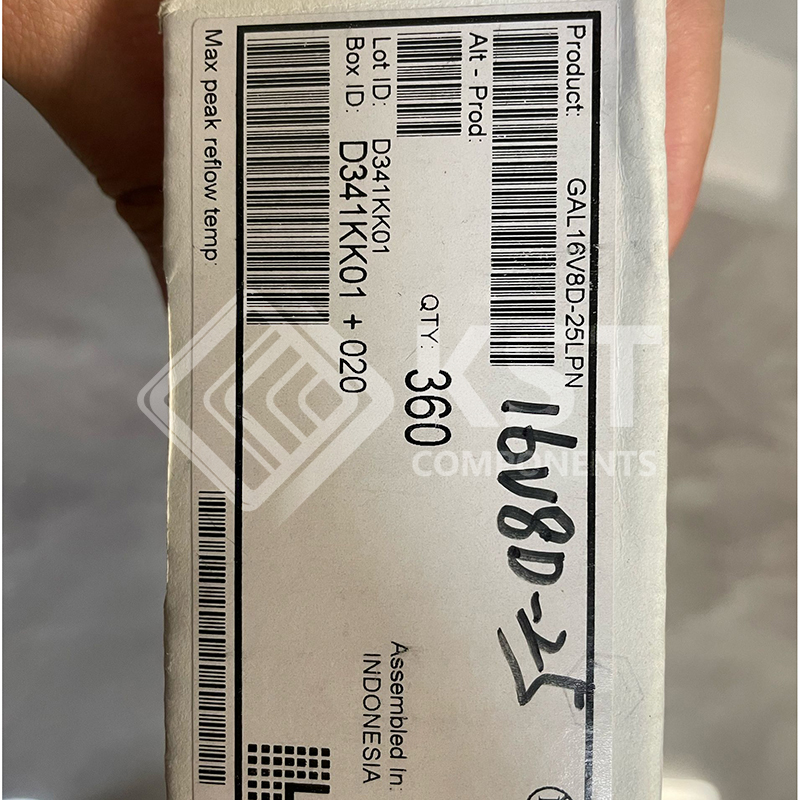 Product: GAL16V8D-25LPN
16V8D-25
Alt - Prod:
QTY: 360
Lot ID: D341KK01
Box ID: D341KK01 + 020
Assembled In:
INDONESIA
Max peak reflow temp:
KST
COMPONENTS